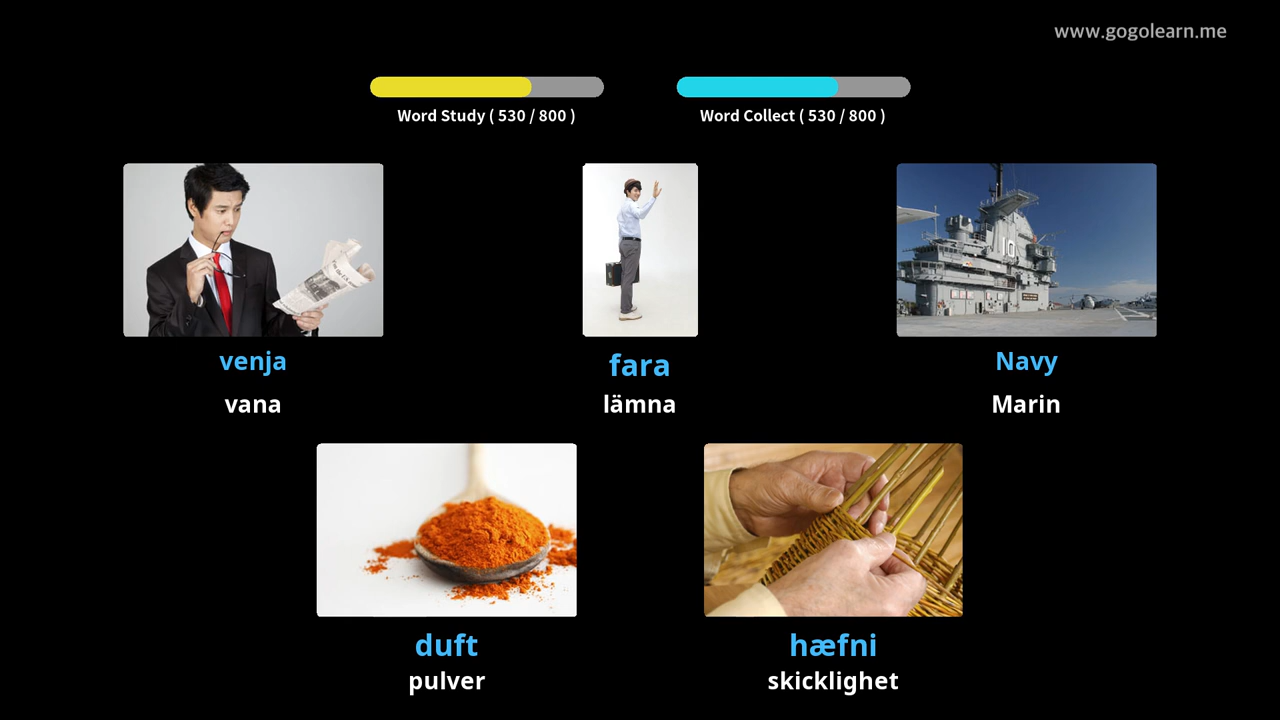 www.gogolearn.me
Word Study ( 530 / 800 )
Word Collect ( 530 / 800 )
10
venja
vana
fara
lämna
Navy
Marin
duft
pulver
hæfni
skicklighet